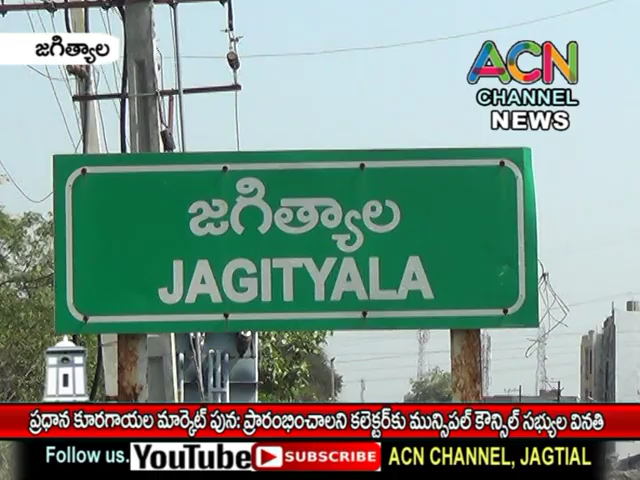 జగిత్యాల
ACN
CHANNEL
NEWS
జగిత్యాల
JAGITYALA
ప్రధాన కూరగాయల మార్కెట్ పున: ప్రారంభించాలని కలెక్టర్‌కు మున్సిపల్ కౌన్సిల్ సభ్యుల వినతి
Follow us. YouTube SUBSCRIBE ACN CHANNEL, JAGTIAL